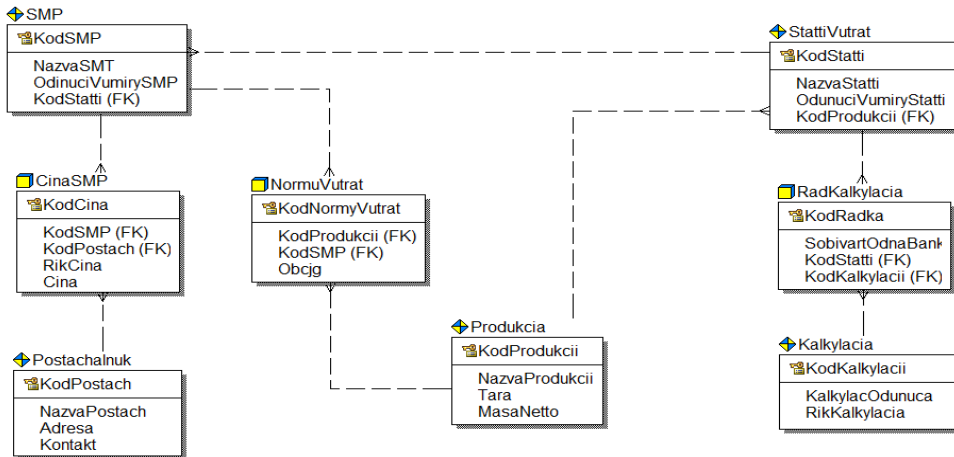 SMP
KodSMP
NazvaSMT
OdinuciVumirySMP
KodStatti (FK)
StattiVutrat
KodStatti
NazvaStatti
OdunuciVumiryStatti
KodProdukcii (FK)
CinaSMP
KodCina
KodSMP (FK)
KodPostach (FK)
RikCina
Cina
NormuVutrat
KodNormyVutrat
KodProdukcii (FK)
KodSMP (FK)
Obcjg
RadKalkylacia
KodRadka
SobivartOdnaBank
KodStatti (FK)
KodKalkylacii (FK)
Postachalnuk
KodPostach
NazvaPostach
Adresa
Kontakt
Produkcia
KodProdukcii
NazvaProdukcii
Tara
MasaNetto
Kalkylacia
KodKalkylacii
KalkylacOdunuca
RikKalkylacia